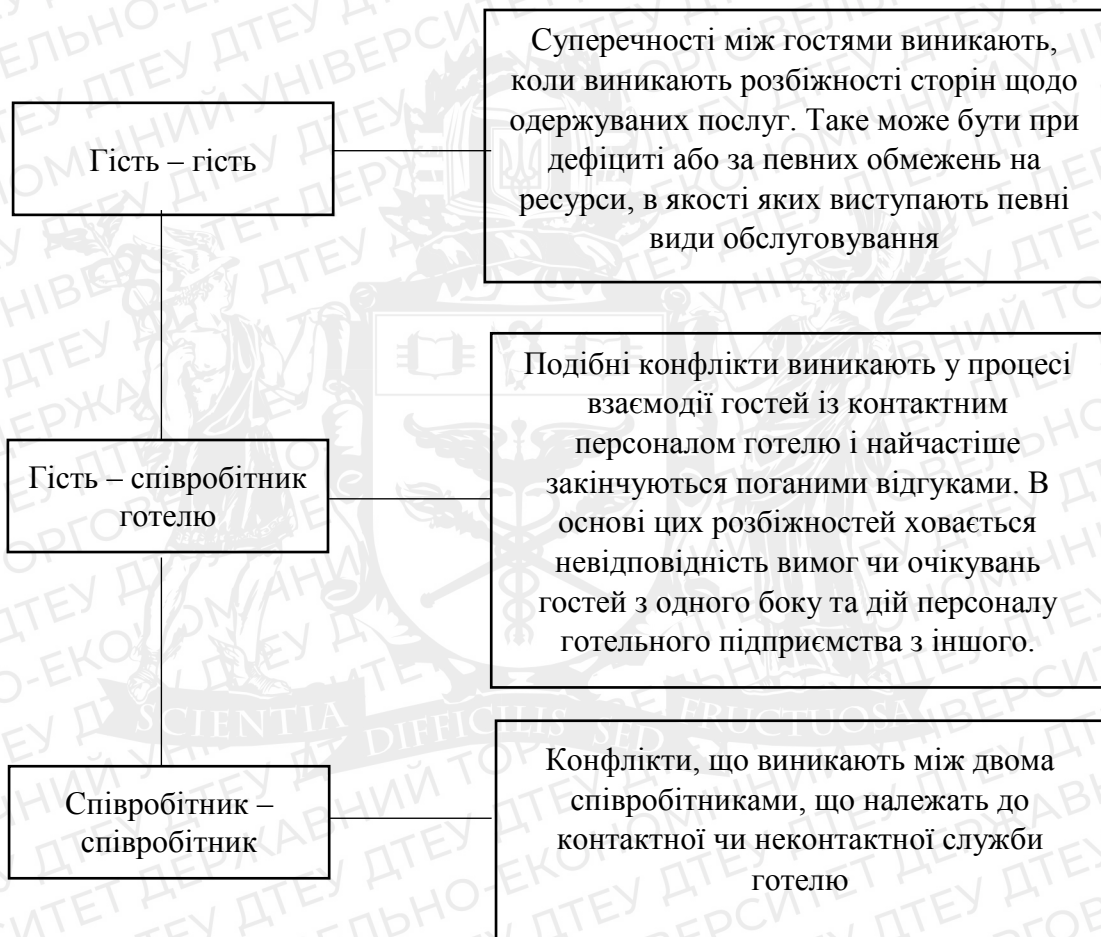 Гість – гість
Суперечності між гостями виникають,
коли виникають розбіжності сторін щодо
одержуваних послуг. Таке може бути при
дефіциті або за певних обмежень на
ресурси, в якості яких виступають певні
види обслуговування
Гість – співробітник
готелю
Подібні конфлікти виникають у процесі
взаємодії гостей із контактним
персоналом готелю і найчастіше
закінчуються поганими відгуками. В
основі цих розбіжностей ховається
невідповідність вимог чи очікувань
гостей з одного боку та дій персоналу
готельного підприємства з іншого.
SCIENTIA DIFFICILIS SED FRUCTUOSA
Співробітник –
співробітник
Конфлікти, що виникають між двома
співробітниками, що належать до
контактної чи неконтактної служби
готелю